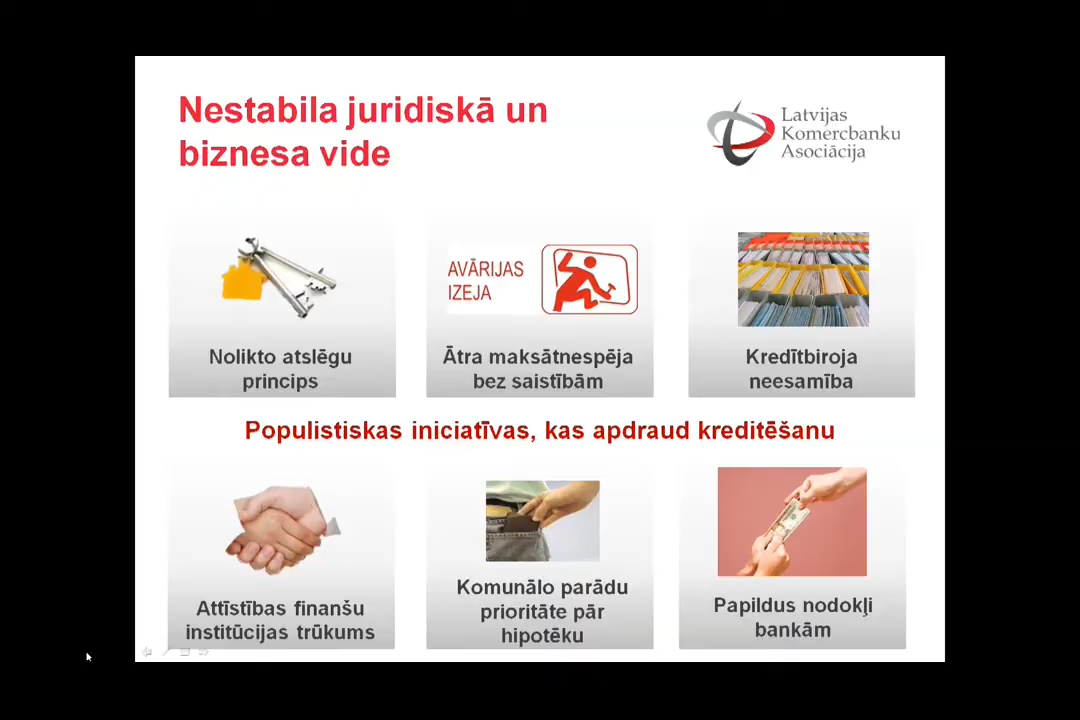 Nestabila juridiskā un
biznesa vide
Latvijas
Komercbanku
Asociācija
AVĀRIJAS
IZEJA
Nolikto atslēgu
princips
Ātra maksātnespēja
bez saistībām
Kredītbiroja
neesamība
Populistiskas iniciatīvas, kas apdraud kreditēšanu
Attīstības finanšu
institūcijas trūkums
Komunālo parādu
prioritāte pār
hipotēku
Papildus nodokļi
bankām